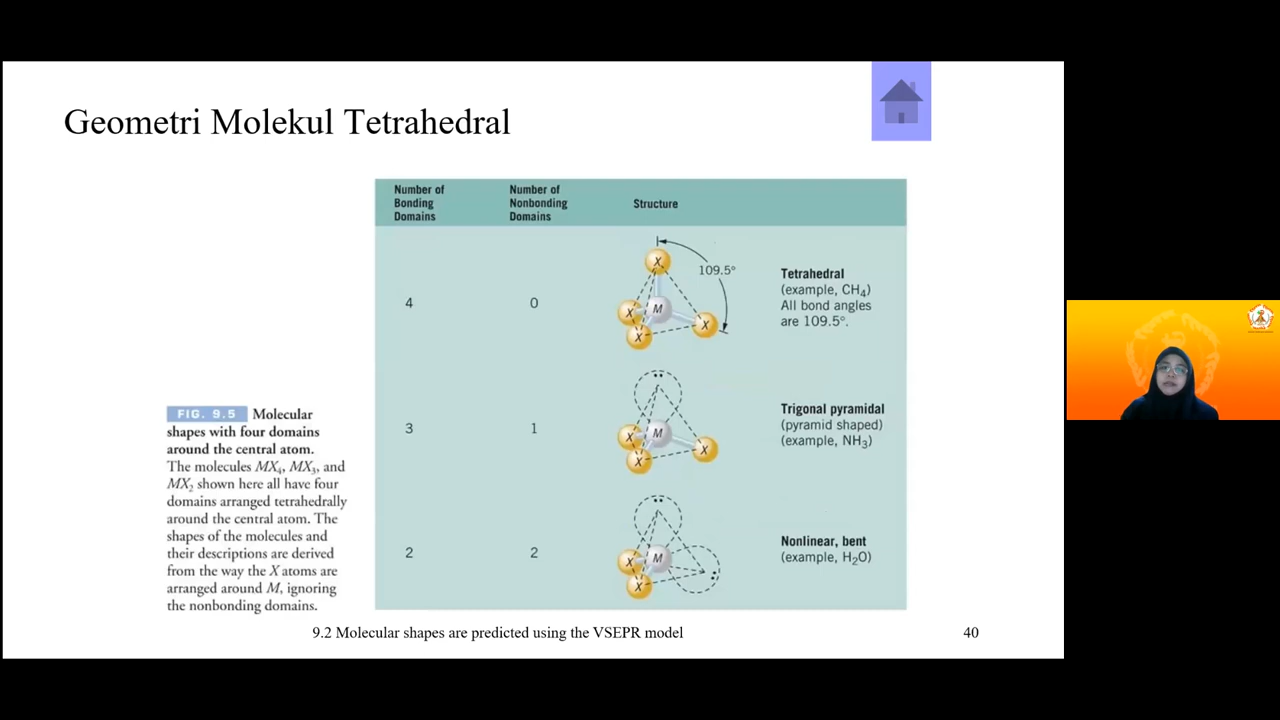 Geometri Molekul Tetrahedral
Number of
Bonding
Domains
Number of
Nonbonding
Domains
Structure
4
0
X
M
X
X
X
109.5°
Tetrahedral
(example, CH₄)
All bond angles
are 109.5°.
3
1
M
X
X
X
Trigonal pyramidal
(pyramid shaped)
(example, NH₃)
2
2
M
X
X
Nonlinear, bent
(example, H₂O)
FIG. 9.5 Molecular
shapes with four domains
around the central atom.
The molecules MX₄, MX₃, and
MX₂ shown here all have four
domains arranged tetrahedrally
around the central atom. The
shapes of the molecules and
their descriptions are derived
from the way the X atoms are
arranged around M, ignoring
the nonbonding domains.
9.2 Molecular shapes are predicted using the VSEPR model
40